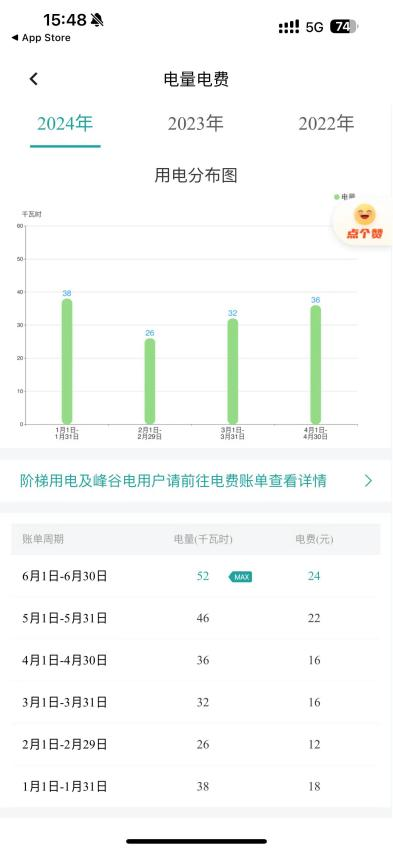 15:48
5G
74
◀ App Store
电量电费
2024年 2023年 2022年
用电分布图
电量
千瓦时
点个赞
60
50
40
30
20
10
0
38
26
32
36
1月1日-
1月31日
2月1日-
2月29日
3月1日-
3月31日
4月1日-
4月30日
阶梯用电及峰谷电用户请前往电费账单查看详情
账单周期 电量(千瓦时) 电费(元)
6月1日-6月30日 52 MAX 24
5月1日-5月31日 46 22
4月1日-4月30日 36 16
3月1日-3月31日 32 16
2月1日-2月29日 26 12
1月1日-1月31日 38 18